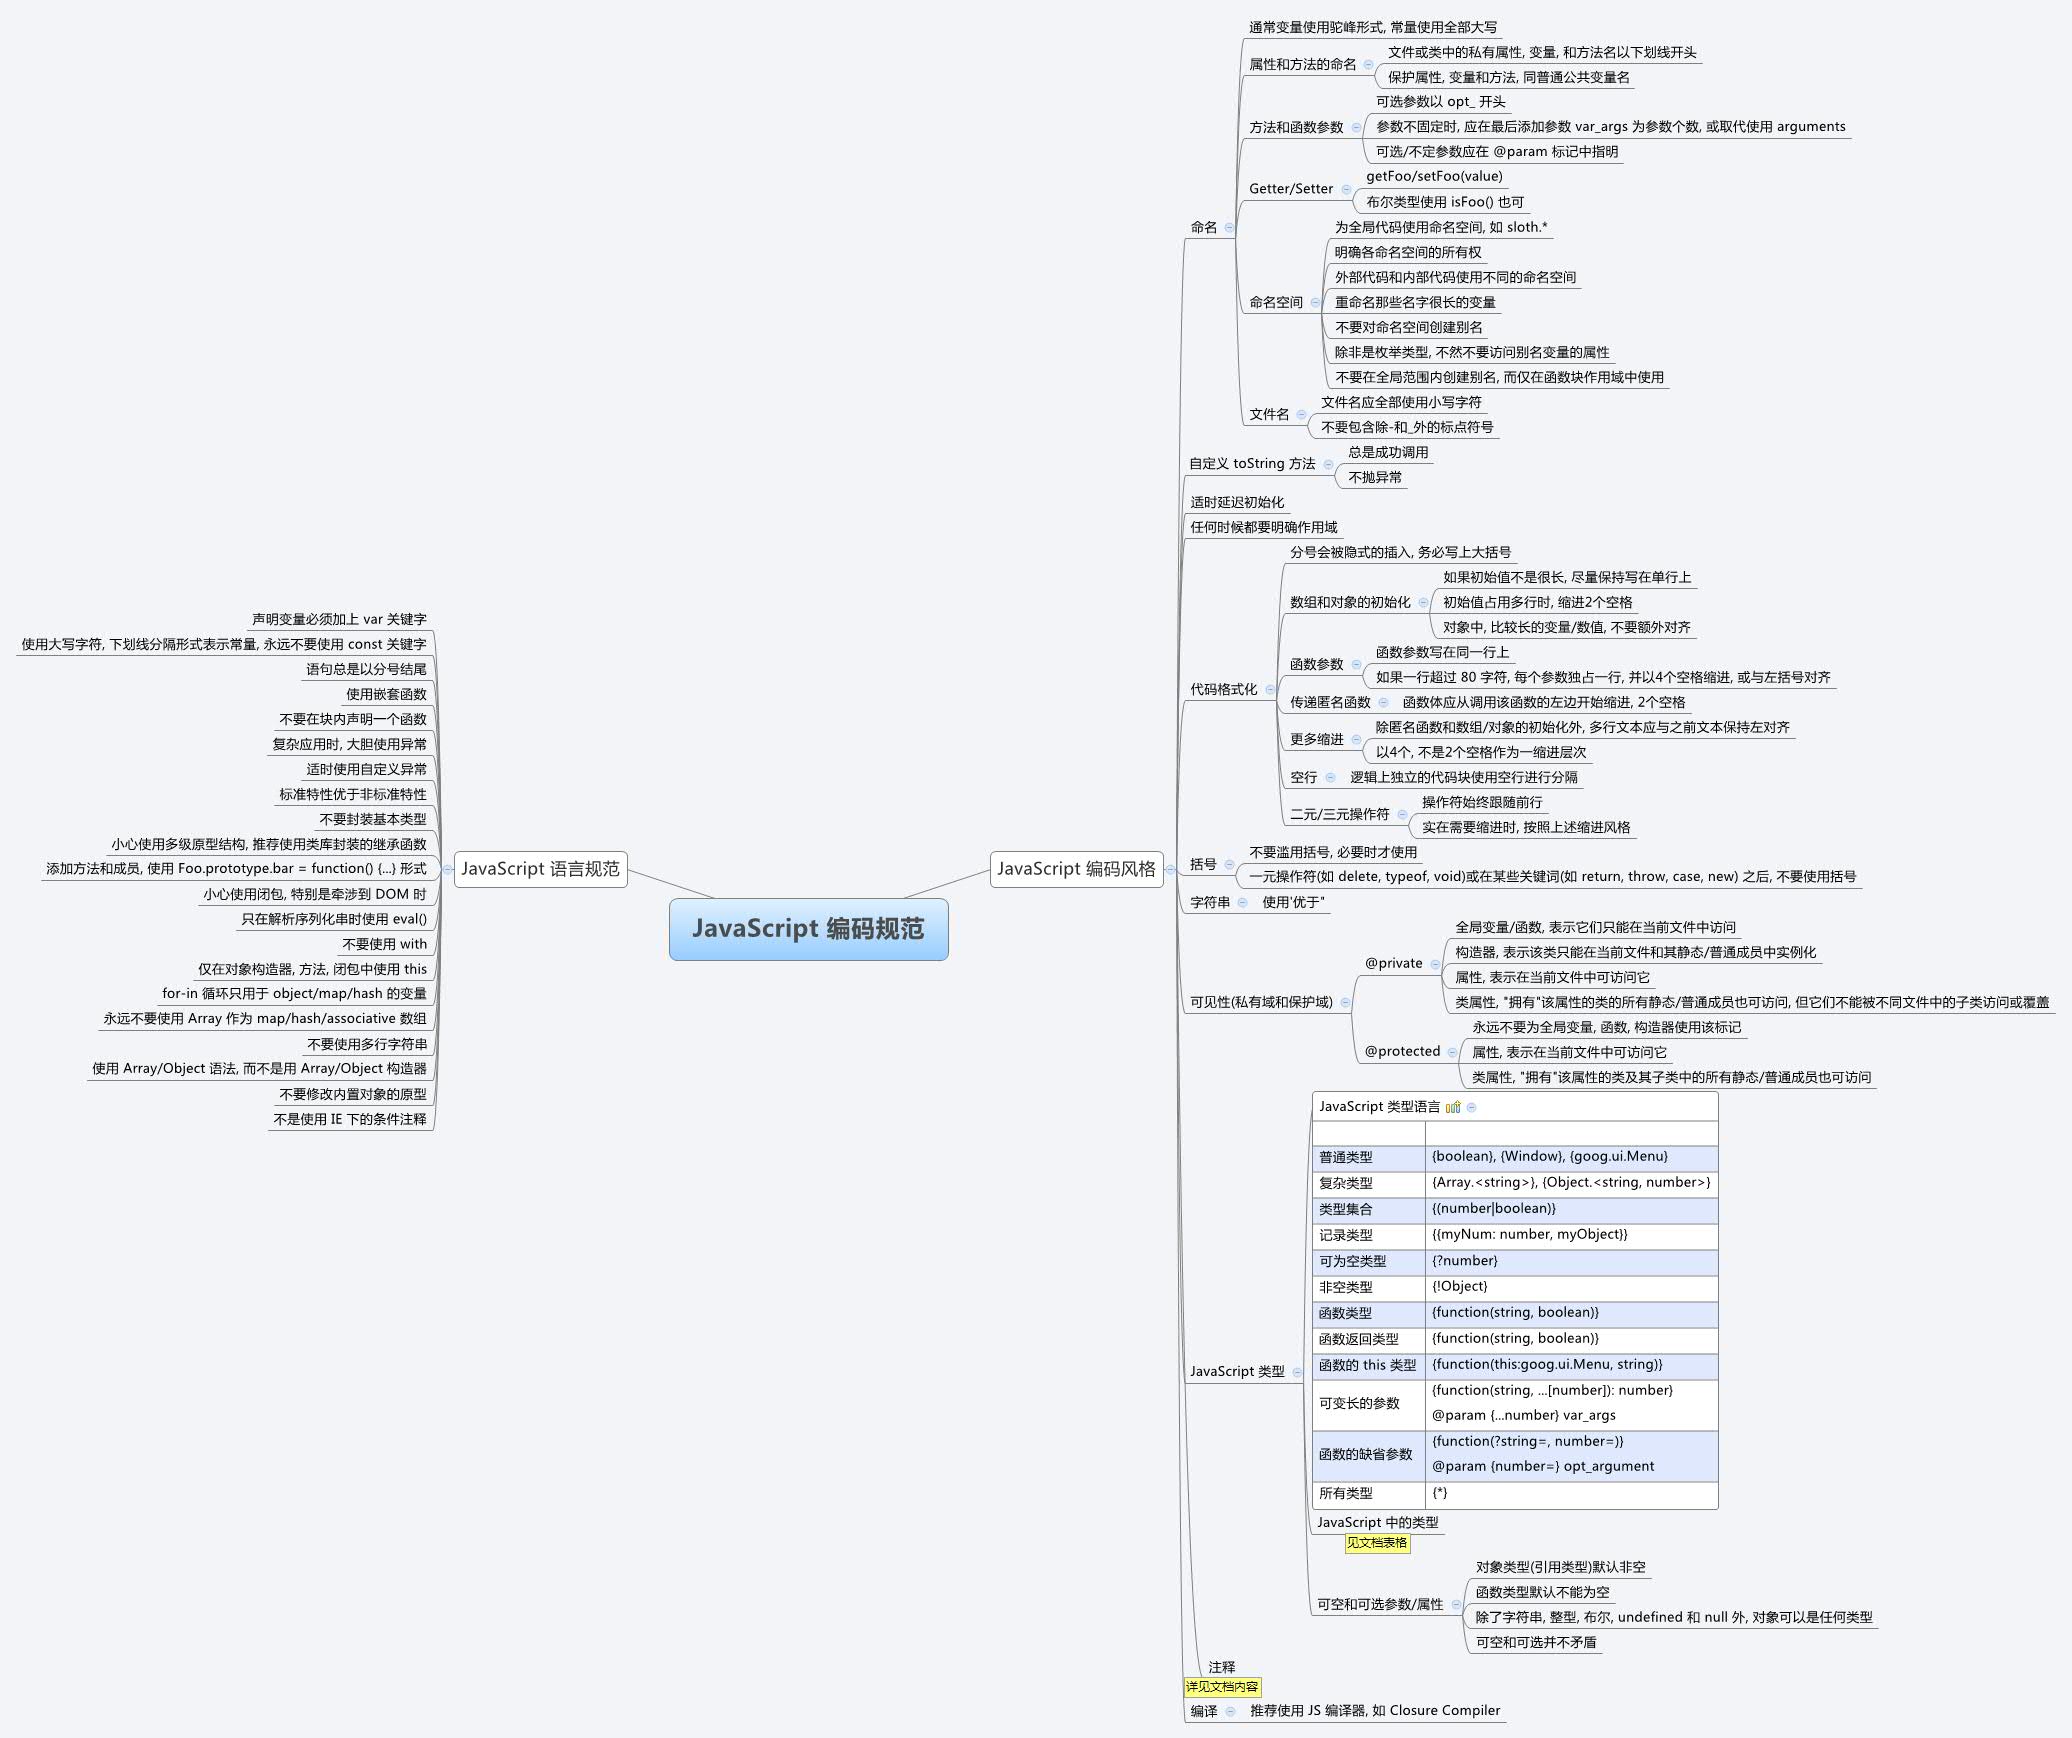 JavaScript 编码规范
JavaScript 语言规范
声明变量必须加上 var 关键字
使用大写字符, 下划线分隔形式表示常量, 永远不要使用 const 关键字
语句总是以分号结尾
使用嵌套函数
不要在块内声明一个函数
复杂应用时, 大胆使用异常
适时使用自定义异常
标准特性优于非标准特性
不要封装基本类型
小心使用多级原型结构, 推荐使用类库封装的继承函数
添加方法和成员, 使用 Foo.prototype.bar = function() {...} 形式
小心使用闭包, 特别是牵涉到 DOM 时
只在解析序列化串时使用 eval()
不要使用 with
仅在对象构造器, 方法, 闭包中使用 this
for-in 循环只用于 object/map/hash 的变量
永远不要使用 Array 作为 map/hash/associative 数组
不要使用多行字符串
使用 Array/Object 语法, 而不是用 Array/Object 构造器
不要修改内置对象的原型
不是使用 IE 下的条件注释
JavaScript 编码风格
命名
通常变量使用驼峰形式, 常量使用全部大写
属性和方法的命名
文件或类中的私有属性, 变量, 和方法名以下划线开头
保护属性, 变量和方法, 同普通公共变量名
方法和函数参数
可选参数以 opt_ 开头
参数不固定时, 应在最后添加参数 var_args 为参数个数, 或取代使用 arguments
可选/不定参数应在 @param 标记中指明
Getter/Setter
getFoo/setFoo(value)
布尔类型使用 isFoo() 也可
命名空间
为全局代码使用命名空间, 如 sloth.*
明确各命名空间的所有权
外部代码和内部代码使用不同的命名空间
重命名那些名字很长的变量
不要对命名空间创建别名
除非是枚举类型, 不然不要访问别名变量的属性
不要在全局范围内创建别名, 而仅在函数块作用域中使用
文件名
文件名应全部使用小写字符
不要包含除-和_外的标点符号
自定义 toString 方法
总是成功调用
不抛异常
适时延迟初始化
任何时候都要明确作用域
代码格式化
分号会被隐式的插入, 务必写上大括号
数组和对象的初始化
如果初始值不是很长, 尽量保持写在单行上
初始值占用多行时, 缩进2个空格
对象中, 比较长的变量/数值, 不要额外对齐
函数参数
函数参数写在同一行上
如果一行超过 80 字符, 每个参数独占一行, 并以4个空格缩进, 或与左括号对齐
传递匿名函数
函数体应从调用该函数的左边开始缩进, 2个空格
更多缩进
除匿名函数和数组/对象的初始化外, 多行文本应与之前文本保持左对齐
以4个, 不是2个空格作为一缩进层次
空行
逻辑上独立的代码块使用空行进行分隔
二元/三元操作符
操作符始终跟随前行
实在需要缩进时, 按照上述缩进风格
括号
不要滥用括号, 必要时才使用
一元操作符(如 delete, typeof, void)或在某些关键词(如 return, throw, case, new) 之后, 不要使用括号
字符串
使用'优于"
可见性(私有域和保护域)
@private
全局变量/函数, 表示它们只能在当前文件中访问
构造器, 表示该类只能在当前文件和其静态/普通成员中实例化
属性, 表示在当前文件中可访问它
类属性, "拥有"该属性的类的所有静态/普通成员也可访问, 但它们不能被不同文件中的子类访问或覆盖
@protected
永远不要为全局变量, 函数, 构造器使用该标记
属性, 表示在当前文件中可访问它
类属性, "拥有"该属性的类及其子类中的所有静态/普通成员也可访问
JavaScript 类型
JavaScript 类型语言
普通类型 {boolean}, {Window}, {goog.ui.Menu}
复杂类型 {Array.<string>}, {Object.<string, number>}
类型集合 {(number|boolean)}
记录类型 {{myNum: number, myObject}}
可为空类型 {?number}
非空类型 {!Object}
函数类型 {function(string, boolean)}
函数返回类型 {function(string, boolean)}
函数的 this 类型 {function(this:goog.ui.Menu, string)}
可变长的参数 {function(string, ...[number]): number}
@param {...number} var_args
函数的缺省参数 {function(?string=, number=)}
@param {number=} opt_argument
所有类型 {*}
JavaScript 中的类型
见文档表格
可空和可选参数/属性
对象类型(引用类型)默认非空
函数类型默认不能为空
除了字符串, 整型, 布尔, undefined 和 null 外, 对象可以是任何类型
可空和可选并不矛盾
注释
详见文档内容
编译
推荐使用 JS 编译器, 如 Closure Compiler